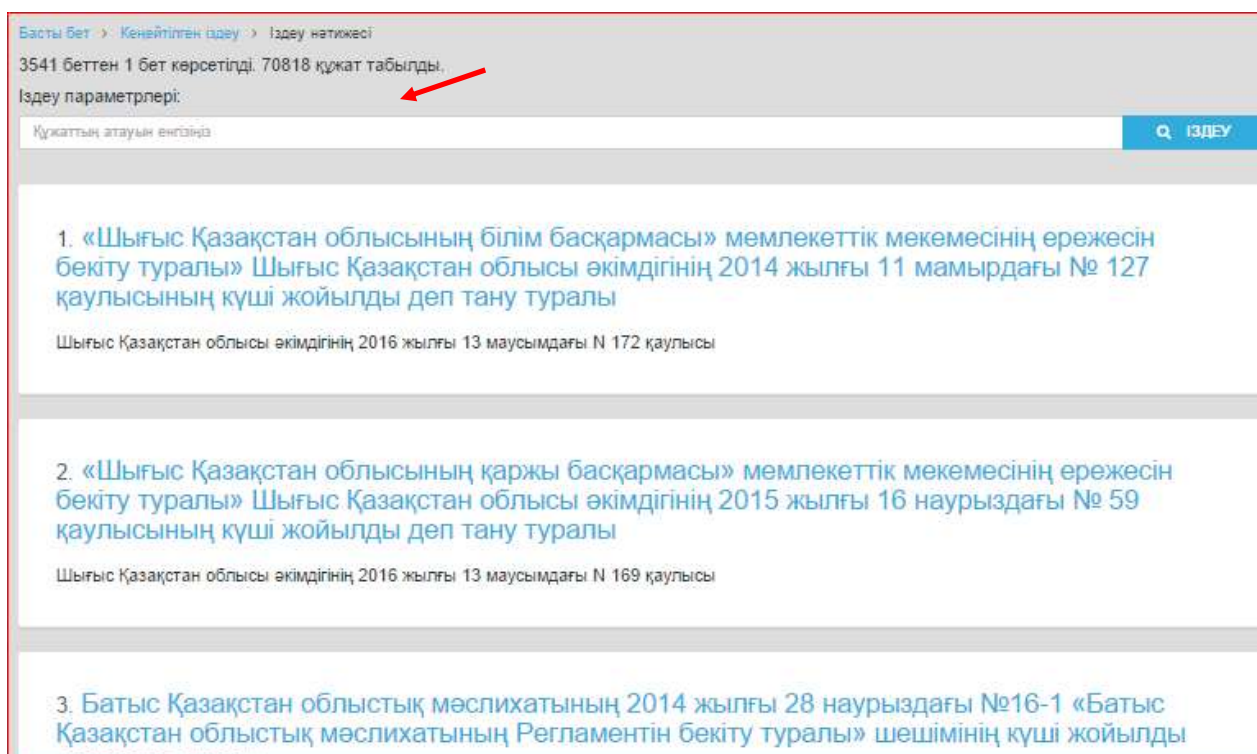 Басты бет > Кеңейтілген іздеу > Іздеу нәтижесі
3541 беттен 1 бет көрсетілді. 70818 құжат табылды.
Іздеу параметрлері:
Құжаттың атауын енгізіңіз
ІЗДЕУ
1. «Шығыс Қазақстан облысының білім басқармасы» мемлекеттік мекемесінің ережесін
бекіту туралы» Шығыс Қазақстан облысы әкімдігінің 2014 жылғы 11 мамырдағы № 127
қаулысының күші жойылды деп тану туралы
Шығыс Қазақстан облысы әкімдігінің 2016 жылғы 13 маусымдағы N 172 қаулысы
2. «Шығыс Қазақстан облысының қаржы басқармасы» мемлекеттік мекемесінің ережесін
бекіту туралы» Шығыс Қазақстан облысы әкімдігінің 2015 жылғы 16 наурыздағы № 59
қаулысының күші жойылды деп тану туралы
Шығыс Қазақстан облысы әкімдігінің 2016 жылғы 13 маусымдағы N 169 қаулысы
3. Батыс Қазақстан облыстық мәслихатының 2014 жылғы 28 наурыздағы №16-1 «Батыс
Қазақстан облыстық мәслихатының Регламентін бекіту туралы» шешімінің күші жойылды